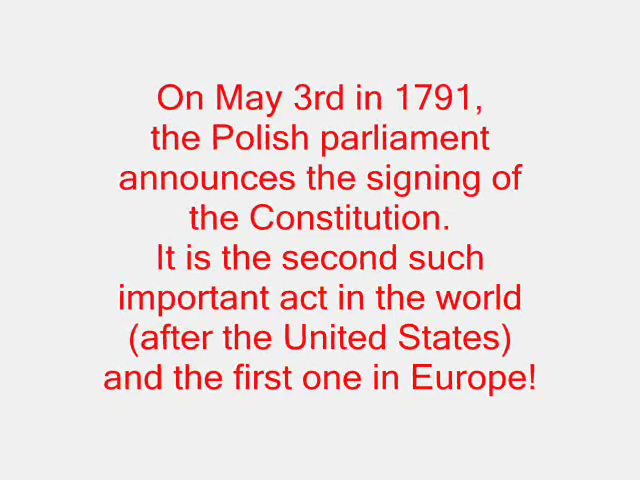 On May 3rd in 1791,
the Polish parliament
announces the signing of
the Constitution.
It is the second such
important act in the world
(after the United States)
and the first one in Europe!